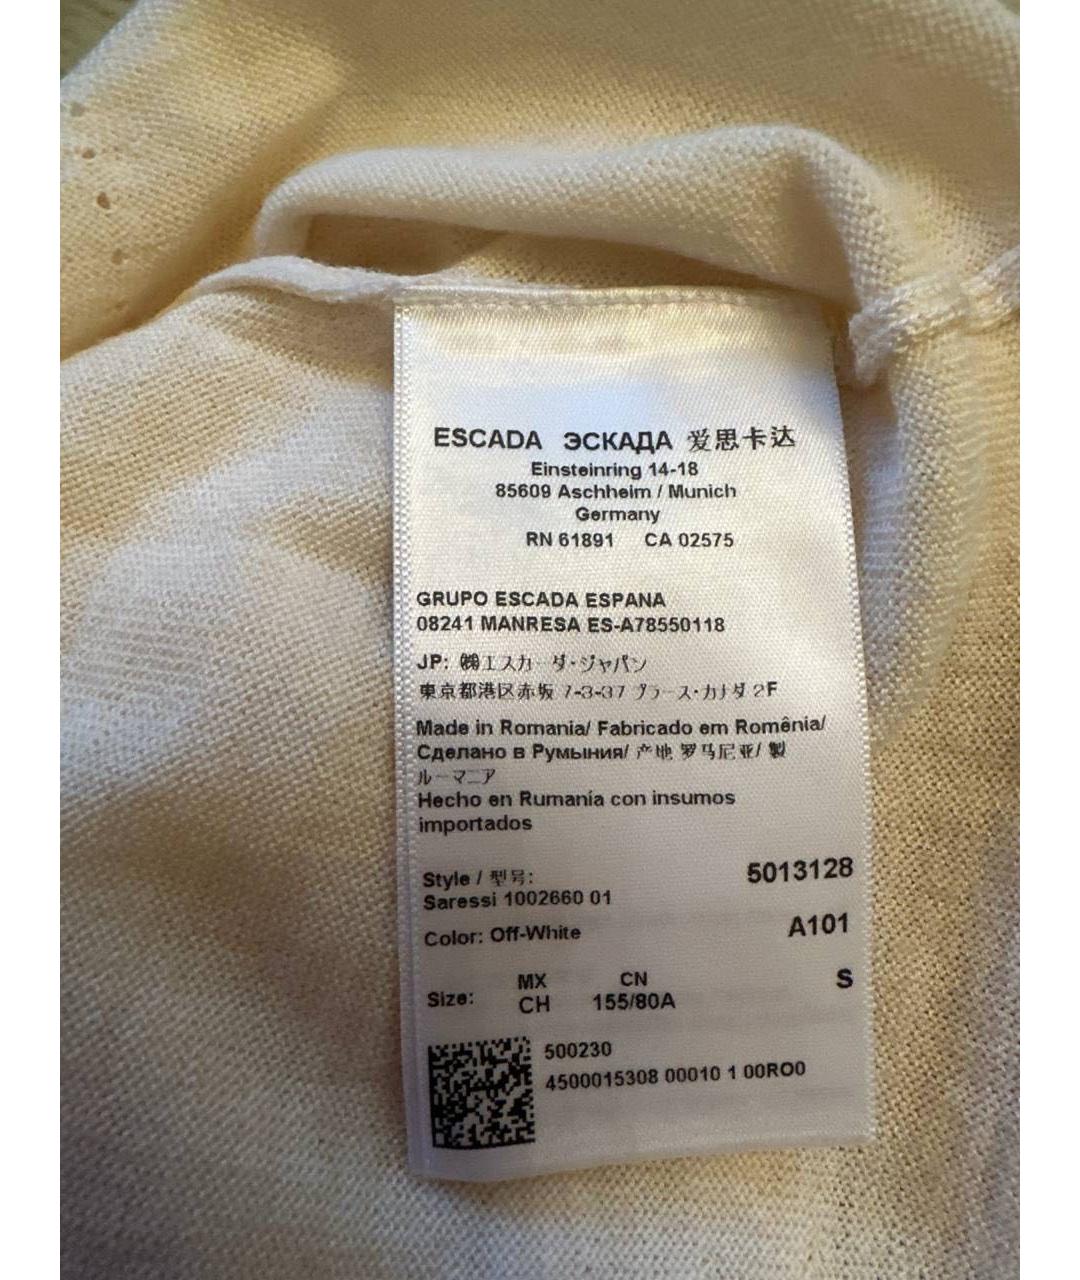 ESCADA ЭСКАДА 爱思卡达
Einsteinring 14-18
85609 Aschheim / Munich
Germany
RN 61891 CA 02575
GRUPO ESCADA ESPANA
08241 MANRESA ES-A78550118
JP: ㈱エスカーダ・ジャパン
東京都港区赤坂 7-3-37 プラース・カナダ 2F
Made in Romania/ Fabricado em Romênia/
Сделано в Румыния/ 产地 罗马尼亚/ 製
ルーマニア
Hecho en Rumanía con insumos
importados
Style / 型号: 5013128
Saressi 1002660 01
Color: Off-White A101
MX CN S
Size: CH 155/80A
500230
4500015308 00010 1 00RO0